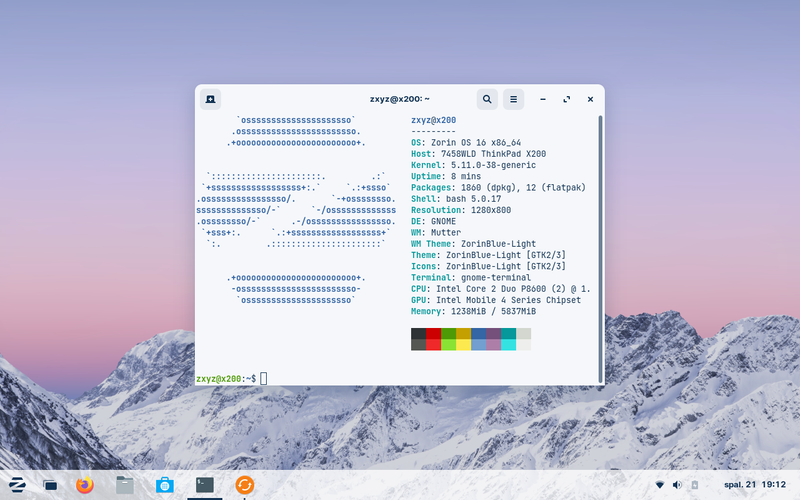 zxyz@x200: ~
`osssssssssssssssssssso`
.osssssssssssssssssssssso.
.+oooooooooooooooooooooooo+.
`::::::::::::::::::::::. .:`
`+ssssssssssssssssss+:.` `.:+ssso`
.ossssssssssssssso/. `-+ossssssso.
ssssssssssssso/-` `-/osssssssssssss
.ossssssso/-` .-/ossssssssssssssso.
`+sss+:. `.:+ssssssssssssssssss+`
`:. .::::::::::::::::::::::`
.+oooooooooooooooooooooooo+.
-osssssssssssssssssssssso-
`osssssssssssssssssssso`
zxyz@x200
---------
OS: Zorin OS 16 x86_64
Host: 7458WLD ThinkPad X200
Kernel: 5.11.0-38-generic
Uptime: 8 mins
Packages: 1860 (dpkg), 12 (flatpak)
Shell: bash 5.0.17
Resolution: 1280x800
DE: GNOME
WM: Mutter
WM Theme: ZorinBlue-Light
Theme: ZorinBlue-Light [GTK2/3]
Icons: ZorinBlue-Light [GTK2/3]
Terminal: gnome-terminal
CPU: Intel Core 2 Duo P8600 (2) @ 1.
GPU: Intel Mobile 4 Series Chipset
Memory: 1238MiB / 5837MiB
zxyz@x200:~$
spal. 21 19:12